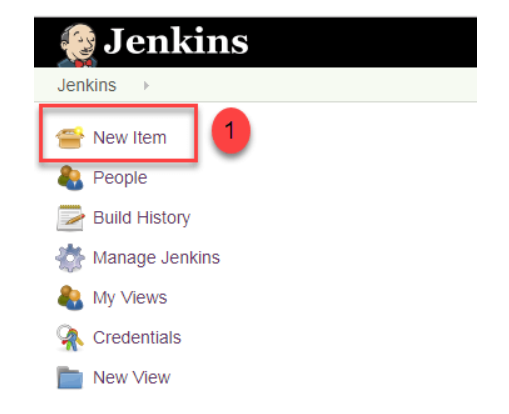 Jenkins
Jenkins
New Item 1
People
Build History
Manage Jenkins
My Views
Credentials
New View